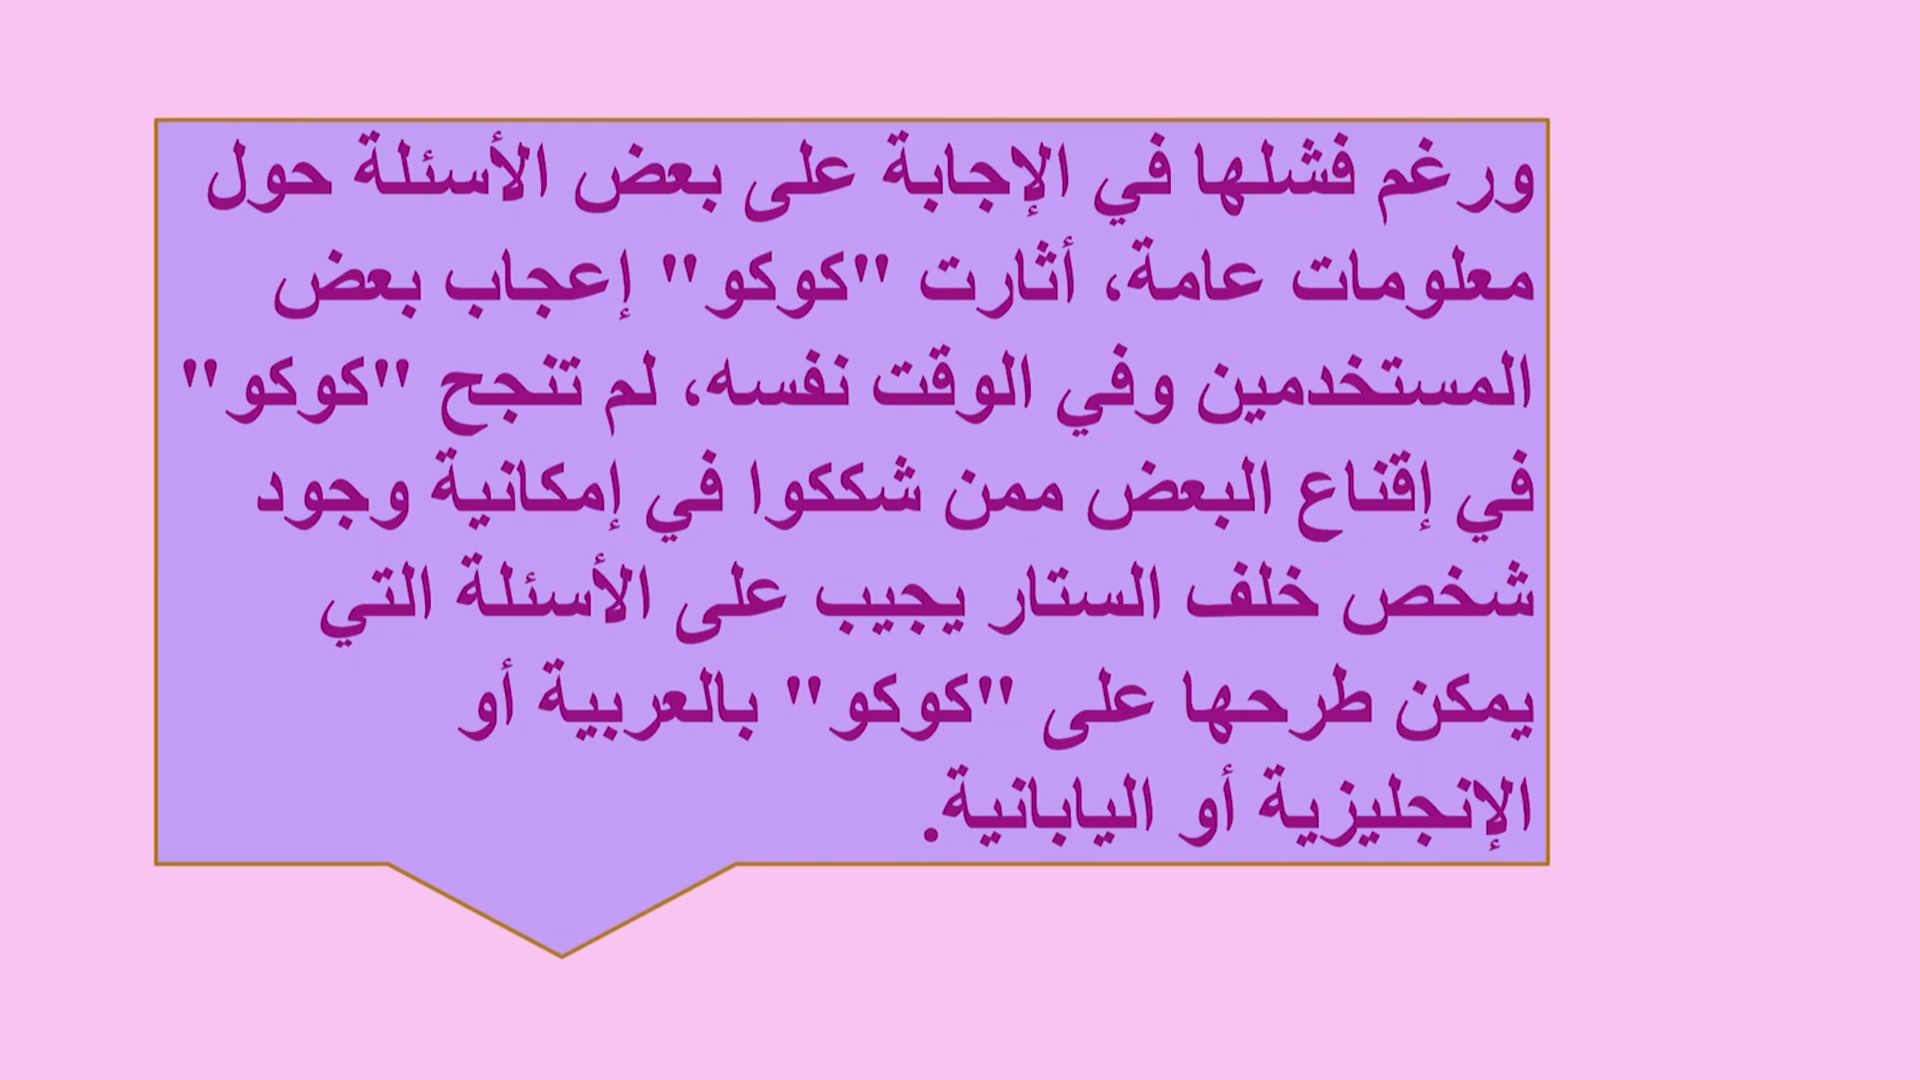 ورغم فشلها في الإجابة على بعض الأسئلة حول
معلومات عامة، أثارت "كوكو" إعجاب بعض
المستخدمين وفي الوقت نفسه، لم تنجح "كوكو"
في إقناع البعض ممن شككوا في إمكانية وجود
شخص خلف الستار يجيب على الأسئلة التي
يمكن طرحها على "كوكو" بالعربية أو
الإنجليزية أو اليابانية.